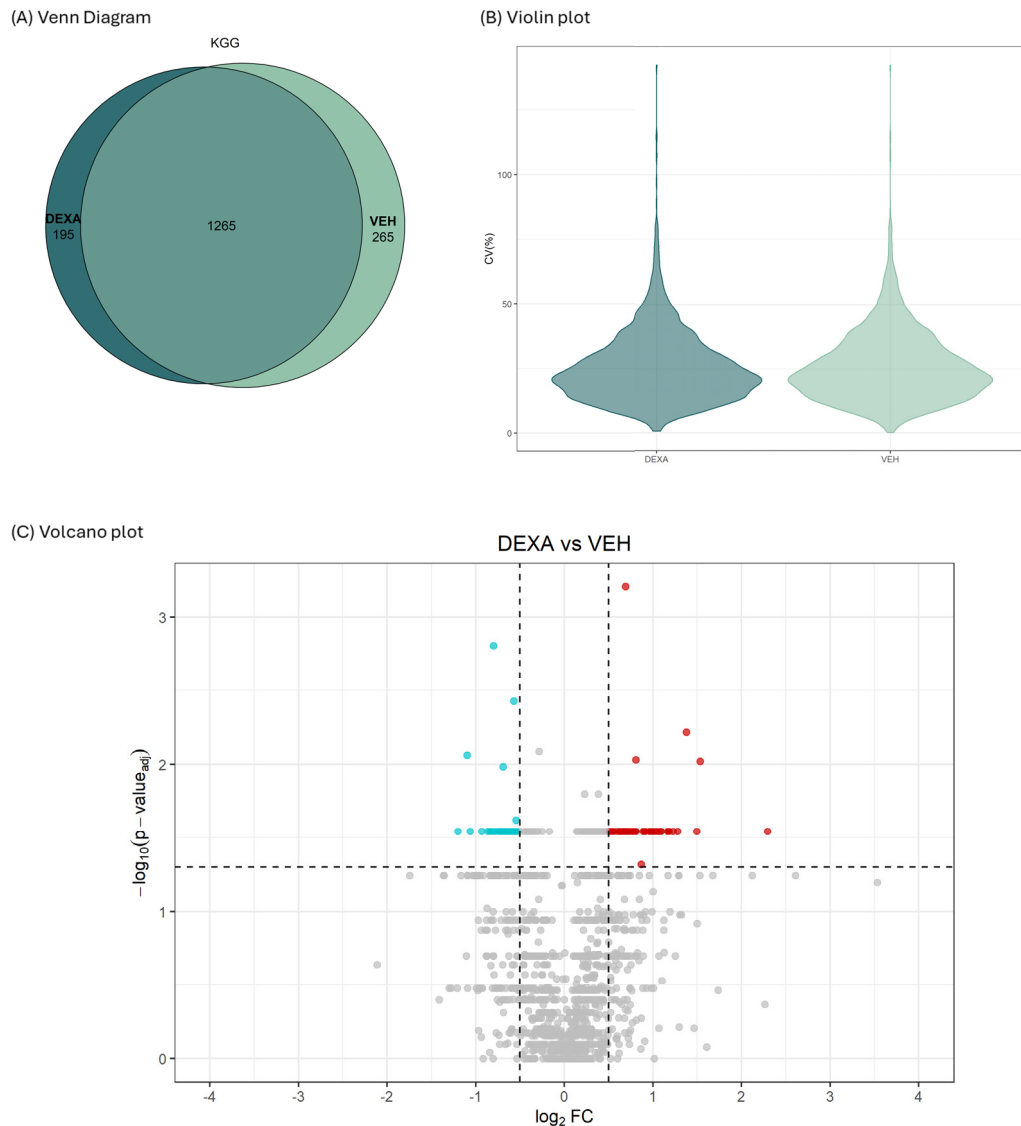 (A) Venn Diagram
KGG
DEXA
195
1265
VEH
265
(B) Violin plot
CV(%)
100
50
0
DEXA
VEH
(C) Volcano plot
DEXA vs VEH
−log₁₀(p−value_adj)
3
2
1
0
-4 -3 -2 -1 0 1 2 3 4
log₂ FC